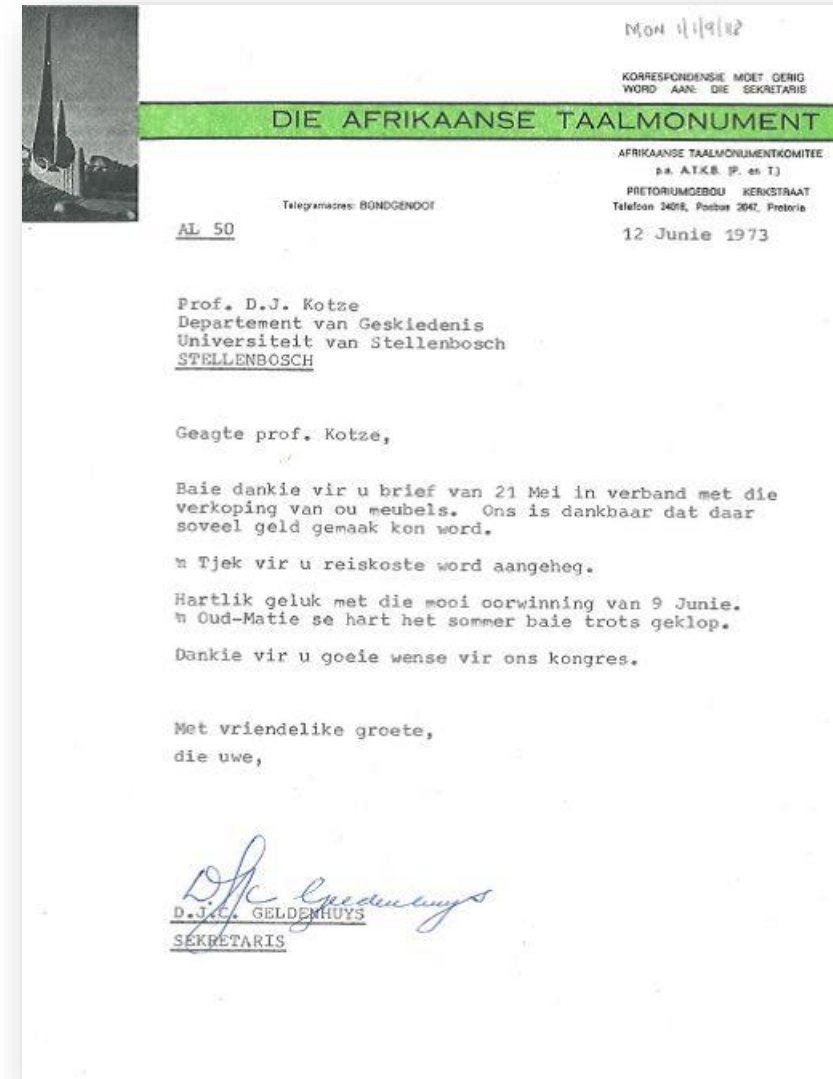 MON 1/1/9/
KORRESPONDENSIE MOET GERIG
WORD AAN: DIE SEKRETARIS
DIE AFRIKAANSE TAALMONUMENT
AFRIKAANSE TAALMONUMENTKOMITEE
p.a. A.T.K.B. (P. en T.)
PRETORIUMGEBOU KERKSTRAAT
Telegramadres: BONDGENOOT
Telefoon 24018, Posbus 2047, Pretoria
AL 50
12 Junie 1973
Prof. D.J. Kotze
Departement van Geskiedenis
Universiteit van Stellenbosch
STELLENBOSCH
Geagte prof. Kotze,
Baie dankie vir u brief van 21 Mei in verband met die
verkoping van ou meubels. Ons is dankbaar dat daar
soveel geld gemaak kon word.
'n Tjek vir u reiskoste word aangeheg.
Hartlik geluk met die mooi oorwinning van 9 Junie.
'n Oud-Matie se hart het sommer baie trots geklop.
Dankie vir u goeie wense vir ons kongres.
Met vriendelike groete,
die uwe,
DJC Geldenhuys
D.J.C. GELDENHUYS
SEKRETARIS